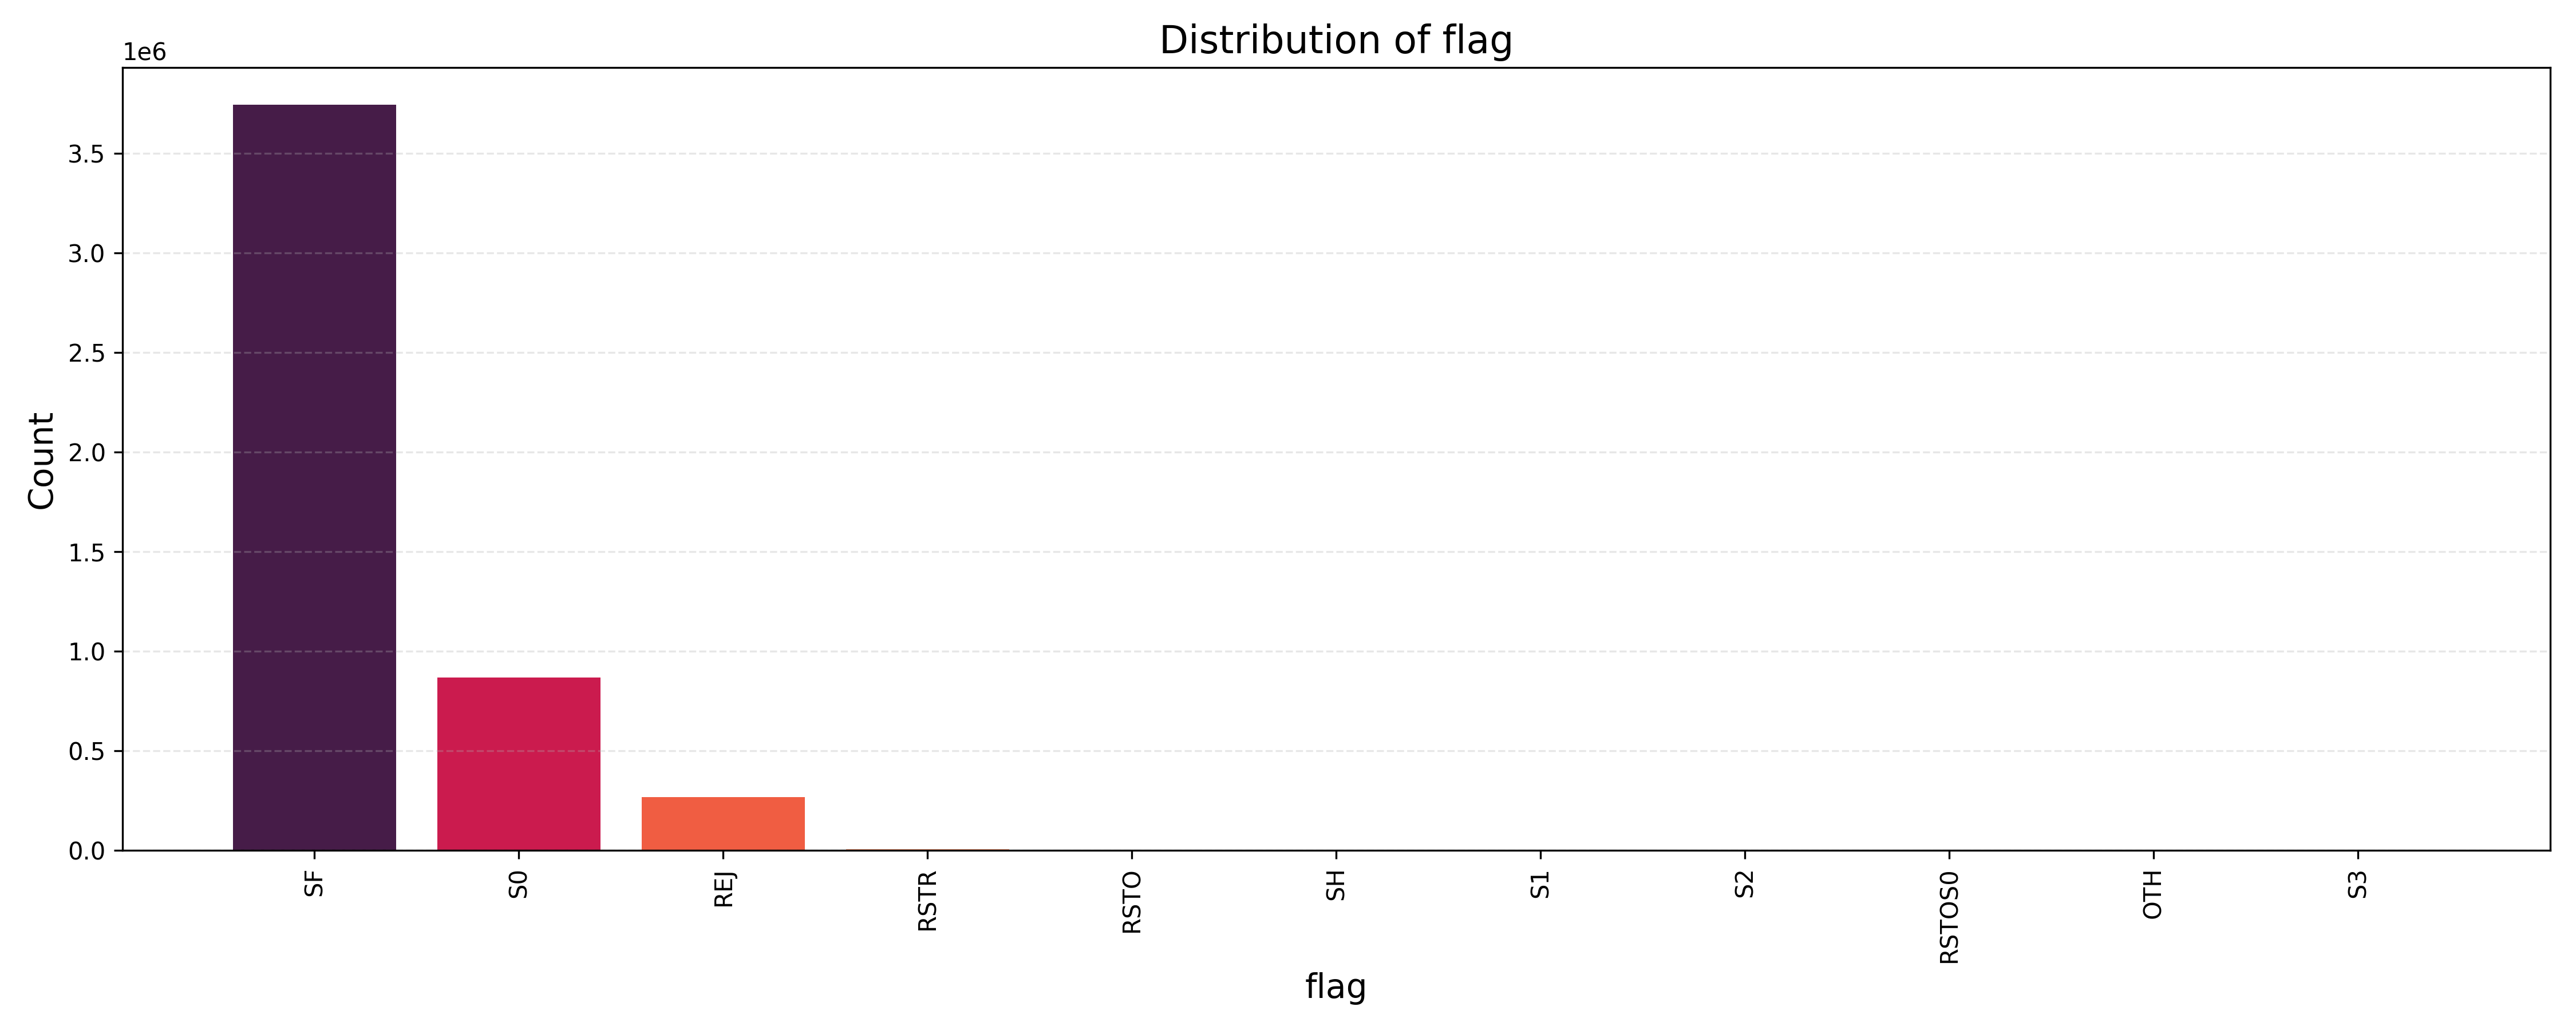 Distribution of flag
1e6
3.5
3.0
2.5
2.0
1.5
1.0
0.5
0.0
Count
SF
S0
REJ
RSTR
RSTO
SH
S1
S2
RSTOS0
OTH
S3
flag